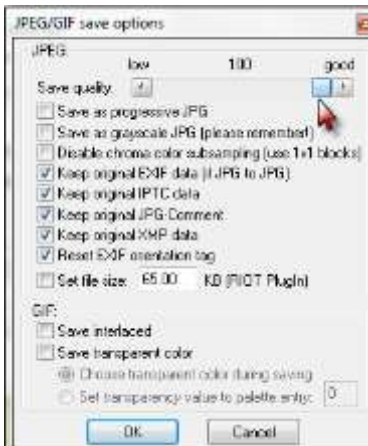 JPEG/GIF save options
JPEG:
low 100 good
Save quality:
Save as progressive JPG
Save as grayscale JPG (please remember!)
Disable chroma color subsampling (use 1x1 blocks)
Keep original EXIF data (if JPG to JPG)
Keep original IPTC data
Keep original JPG-Comment
Keep original XMP data
Reset EXIF orientation tag
Set file size: 65.00 KB (RIOT PlugIn)
GIF:
Save interlaced
Save transparent color
Choose transparent color during saving
Set transparency value to palette entry: 0
OK Cancel